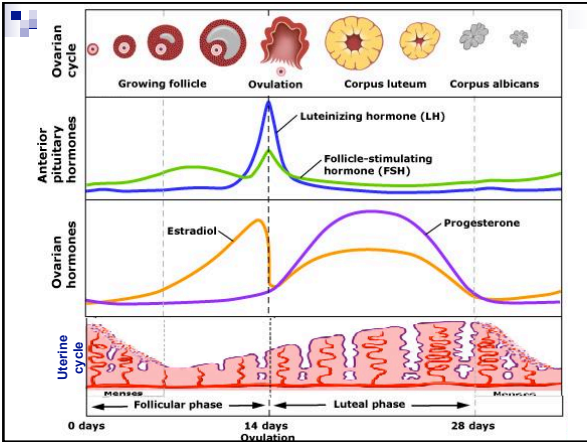 Ovarian
cycle
Growing follicle
Ovulation
Corpus luteum
Corpus albicans
Anterior
pituitary
hormones
Luteinizing hormone (LH)
Follicle-stimulating
hormone (FSH)
Ovarian
hormones
Estradiol
Progesterone
Uterine
cycle
Menses
Menses
Follicular phase
Luteal phase
0 days
14 days
28 days
Ovulation